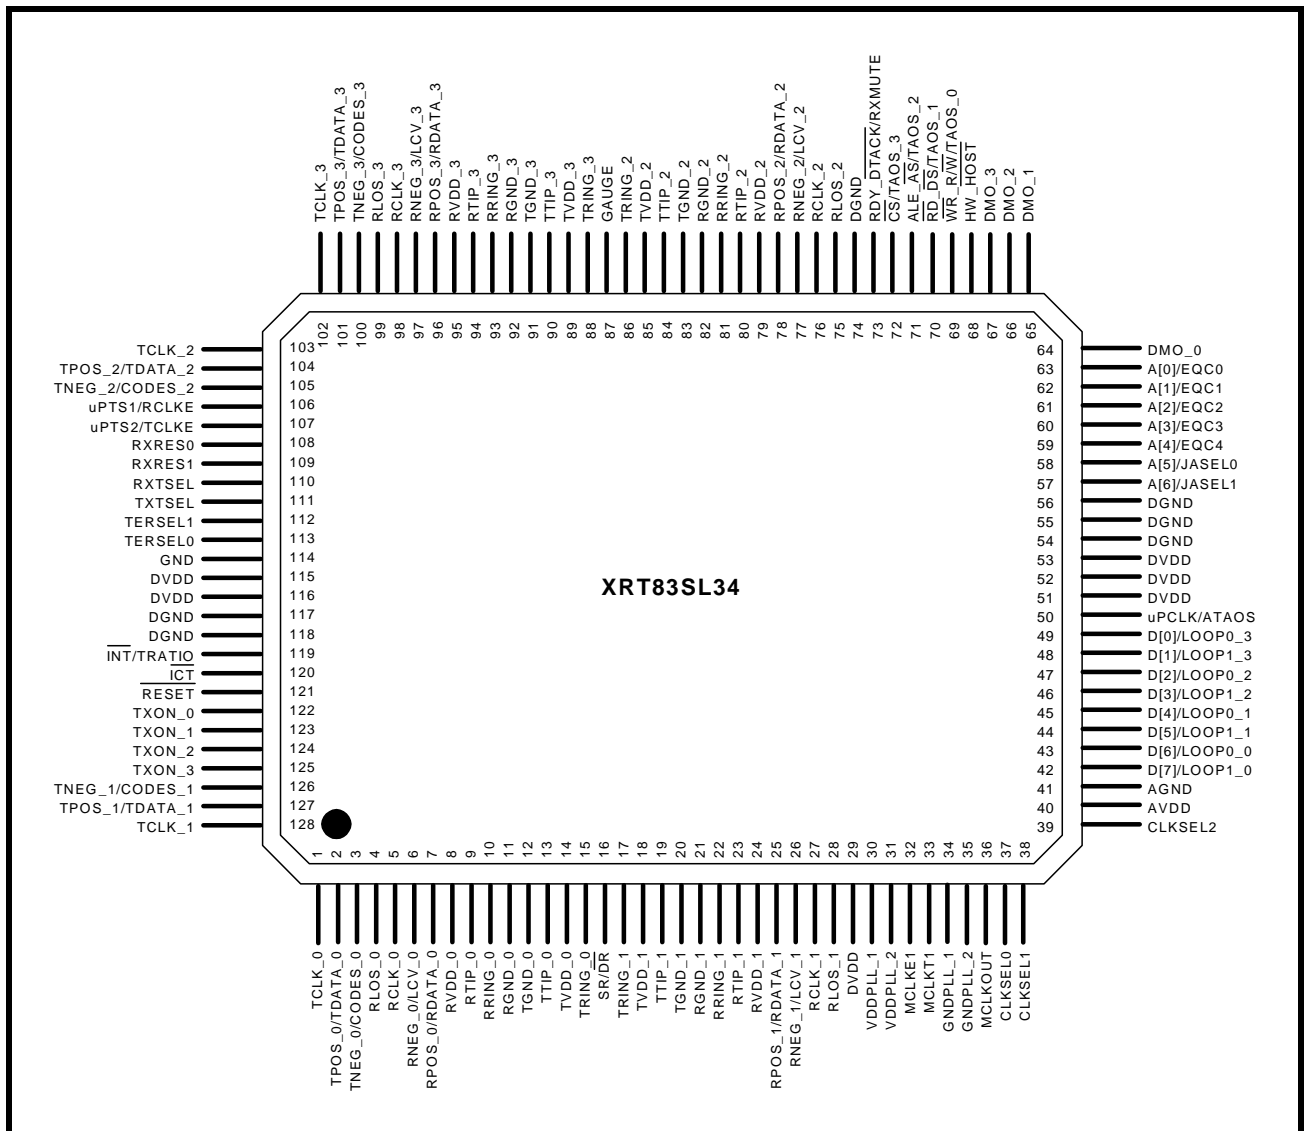 TCLK_3
TPOS_3/TDATA_3
TNEG_3/CODES_3
RLOS_3
RCLK_3
RNEG_3/LCV_3
RPOS_3/RDATA_3
RVDD_3
RTIP_3
RRING_3
RGND_3
TGND_3
TTIP_3
TVDD_3
TRING_3
GAUGE
TRING_2
TVDD_2
TTIP_2
TGND_2
RGND_2
RRING_2
RTIP_2
RVDD_2
RPOS_2/RDATA_2
RNEG_2/LCV_2
RCLK_2
RLOS_2
DGND
RDY_DTACK/RXMUTE
CS/TAOS_3
ALE_AS/TAOS_2
RD_DS/TAOS_1
WR_R/W/TAOS_0
HW_HOST
DMO_3
DMO_2
DMO_1
102
101
100
99
98
97
96
95
94
93
92
91
90
89
88
87
86
85
84
83
82
81
80
79
78
77
76
75
74
73
72
71
70
69
68
67
66
65
TCLK_2 103
TPOS_2/TDATA_2 104
TNEG_2/CODES_2 105
uPTS1/RCLKE 106
uPTS2/TCLKE 107
RXRES0 108
RXRES1 109
RXTSEL 110
TXTSEL 111
TERSEL1 112
TERSEL0 113
GND 114
DVDD 115
DVDD 116
DGND 117
DGND 118
INT/TRATIO 119
ICT 120
RESET 121
TXON_0 122
TXON_1 123
TXON_2 124
TXON_3 125
TNEG_1/CODES_1 126
TPOS_1/TDATA_1 127
TCLK_1 128
XRT83SL34
64 DMO_0
63 A[0]/EQC0
62 A[1]/EQC1
61 A[2]/EQC2
60 A[3]/EQC3
59 A[4]/EQC4
58 A[5]/JASEL0
57 A[6]/JASEL1
56 DGND
55 DGND
54 DGND
53 DVDD
52 DVDD
51 DVDD
50 uPCLK/ATAOS
49 D[0]/LOOP0_3
48 D[1]/LOOP1_3
47 D[2]/LOOP0_2
46 D[3]/LOOP1_2
45 D[4]/LOOP0_1
44 D[5]/LOOP1_1
43 D[6]/LOOP0_0
42 D[7]/LOOP1_0
41 AGND
40 AVDD
39 CLKSEL2
1
2
3
4
5
6
7
8
9
10
11
12
13
14
15
16
17
18
19
20
21
22
23
24
25
26
27
28
29
30
31
32
33
34
35
36
37
38
TCLK_0
TPOS_0/TDATA_0
TNEG_0/CODES_0
RLOS_0
RCLK_0
RNEG_0/LCV_0
RPOS_0/RDATA_0
RVDD_0
RTIP_0
RRING_0
RGND_0
TGND_0
TTIP_0
TVDD_0
TRING_0
SR/DR
TRING_1
TVDD_1
TTIP_1
TGND_1
RGND_1
RRING_1
RTIP_1
RVDD_1
RPOS_1/RDATA_1
RNEG_1/LCV_1
RCLK_1
RLOS_1
DVDD
VDDPLL_1
VDDPLL_2
MCLKE1
MCLKT1
GNDPLL_1
GNDPLL_2
MCLKOUT
CLKSEL0
CLKSEL1